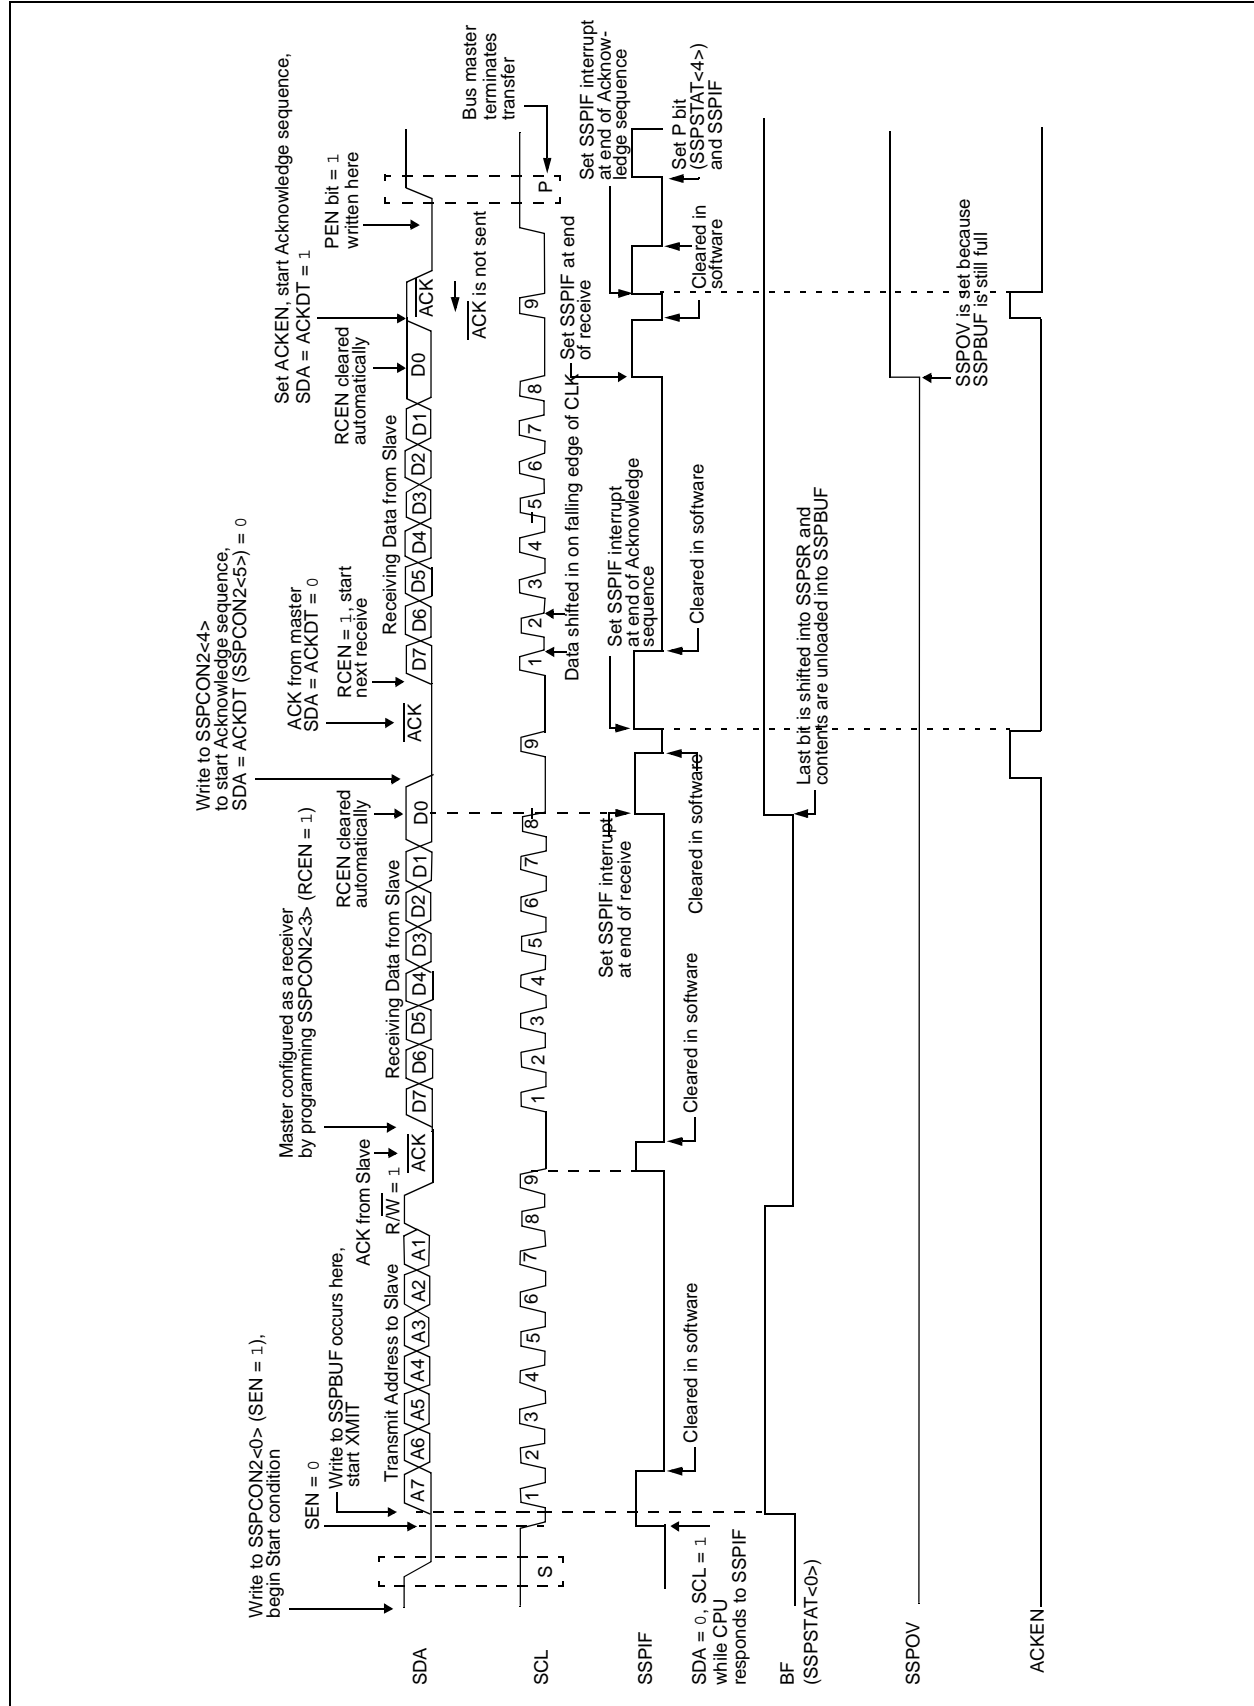 Write to SSPCON2<0> (SEN = 1),
begin Start condition
SEN = 0
Write to SSPBUF occurs here,
start XMIT
ACK from Slave
Master configured as a receiver
by programming SSPCON2<3> (RCEN = 1)
RCEN cleared
automatically
Write to SSPCON2<4>
to start Acknowledge sequence,
SDA = ACKDT (SSPCON2<5>) = 0
ACK from master
SDA = ACKDT = 0
RCEN = 1, start
next receive
RCEN cleared
automatically
Set ACKEN, start Acknowledge sequence,
SDA = ACKDT = 1
PEN bit = 1
written here
Transmit Address to Slave
R/W = 1
Receiving Data from Slave
Receiving Data from Slave
SDA
A7 A6 A5 A4 A3 A2 A1
ACK
D7 D6 D5 D4 D3 D2 D1 D0
ACK
D7 D6 D5 D4 D3 D2 D1 D0
ACK
ACK is not sent
Bus master
terminates
transfer
SCL
S
1 2 3 4 5 6 7 8 9
1 2 3 4 5 6 7 8 9
1 2 3 4 5 6 7 8 9
P
Data shifted in on falling edge of CLK
Set SSPIF at end
of receive
Set SSPIF interrupt
at end of receive
Set SSPIF interrupt
at end of Acknowledge
sequence
Set SSPIF interrupt
at end of Acknow-
ledge sequence
SSPIF
SDA = 0, SCL = 1
while CPU
responds to SSPIF
Cleared in software
Cleared in software
Cleared in software
Cleared in software
Cleared in software
Cleared in
software
Set P bit
(SSPSTAT<4>)
and SSPIF
BF
(SSPSTAT<0>)
Last bit is shifted into SSPSR and
contents are unloaded into SSPBUF
SSPOV
SSPOV is set because
SSPBUF is still full
ACKEN